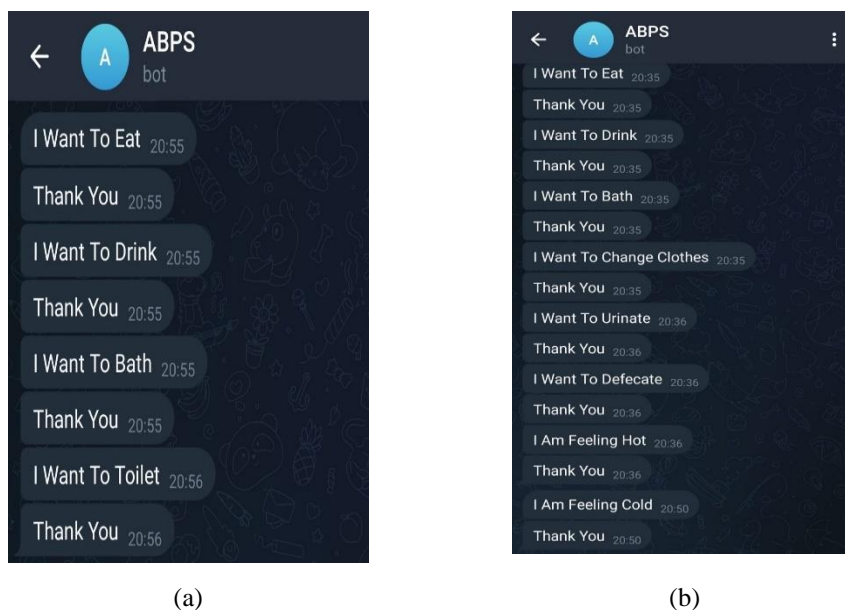 A
ABPS
bot
I Want To Eat 20:55
Thank You 20:55
I Want To Drink 20:55
Thank You 20:55
I Want To Bath 20:55
Thank You 20:55
I Want To Toilet 20:56
Thank You 20:56
(a)
A
ABPS
bot
I Want To Eat 20:35
Thank You 20:35
I Want To Drink 20:35
Thank You 20:35
I Want To Bath 20:35
Thank You 20:35
I Want To Change Clothes 20:35
Thank You 20:35
I Want To Urinate 20:36
Thank You 20:36
I Want To Defecate 20:36
Thank You 20:36
I Am Feeling Hot 20:36
Thank You 20:36
I Am Feeling Cold 20:50
Thank You 20:50
(b)